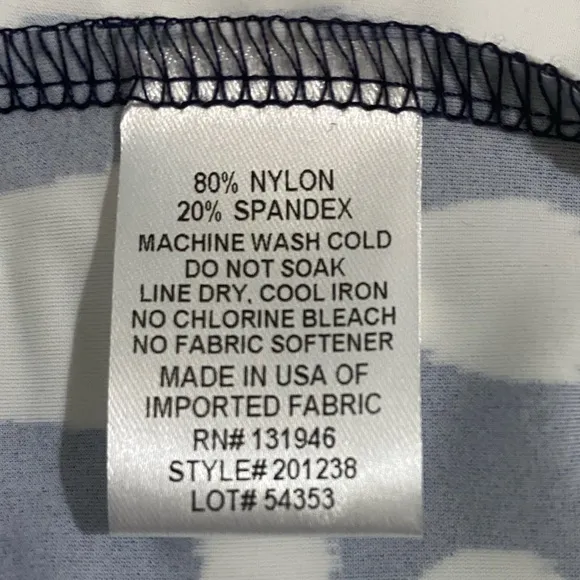 80% NYLON
20% SPANDEX
MACHINE WASH COLD
DO NOT SOAK
LINE DRY, COOL IRON
NO CHLORINE BLEACH
NO FABRIC SOFTENER
MADE IN USA OF
IMPORTED FABRIC
RN# 131946
STYLE# 201238
LOT# 54353